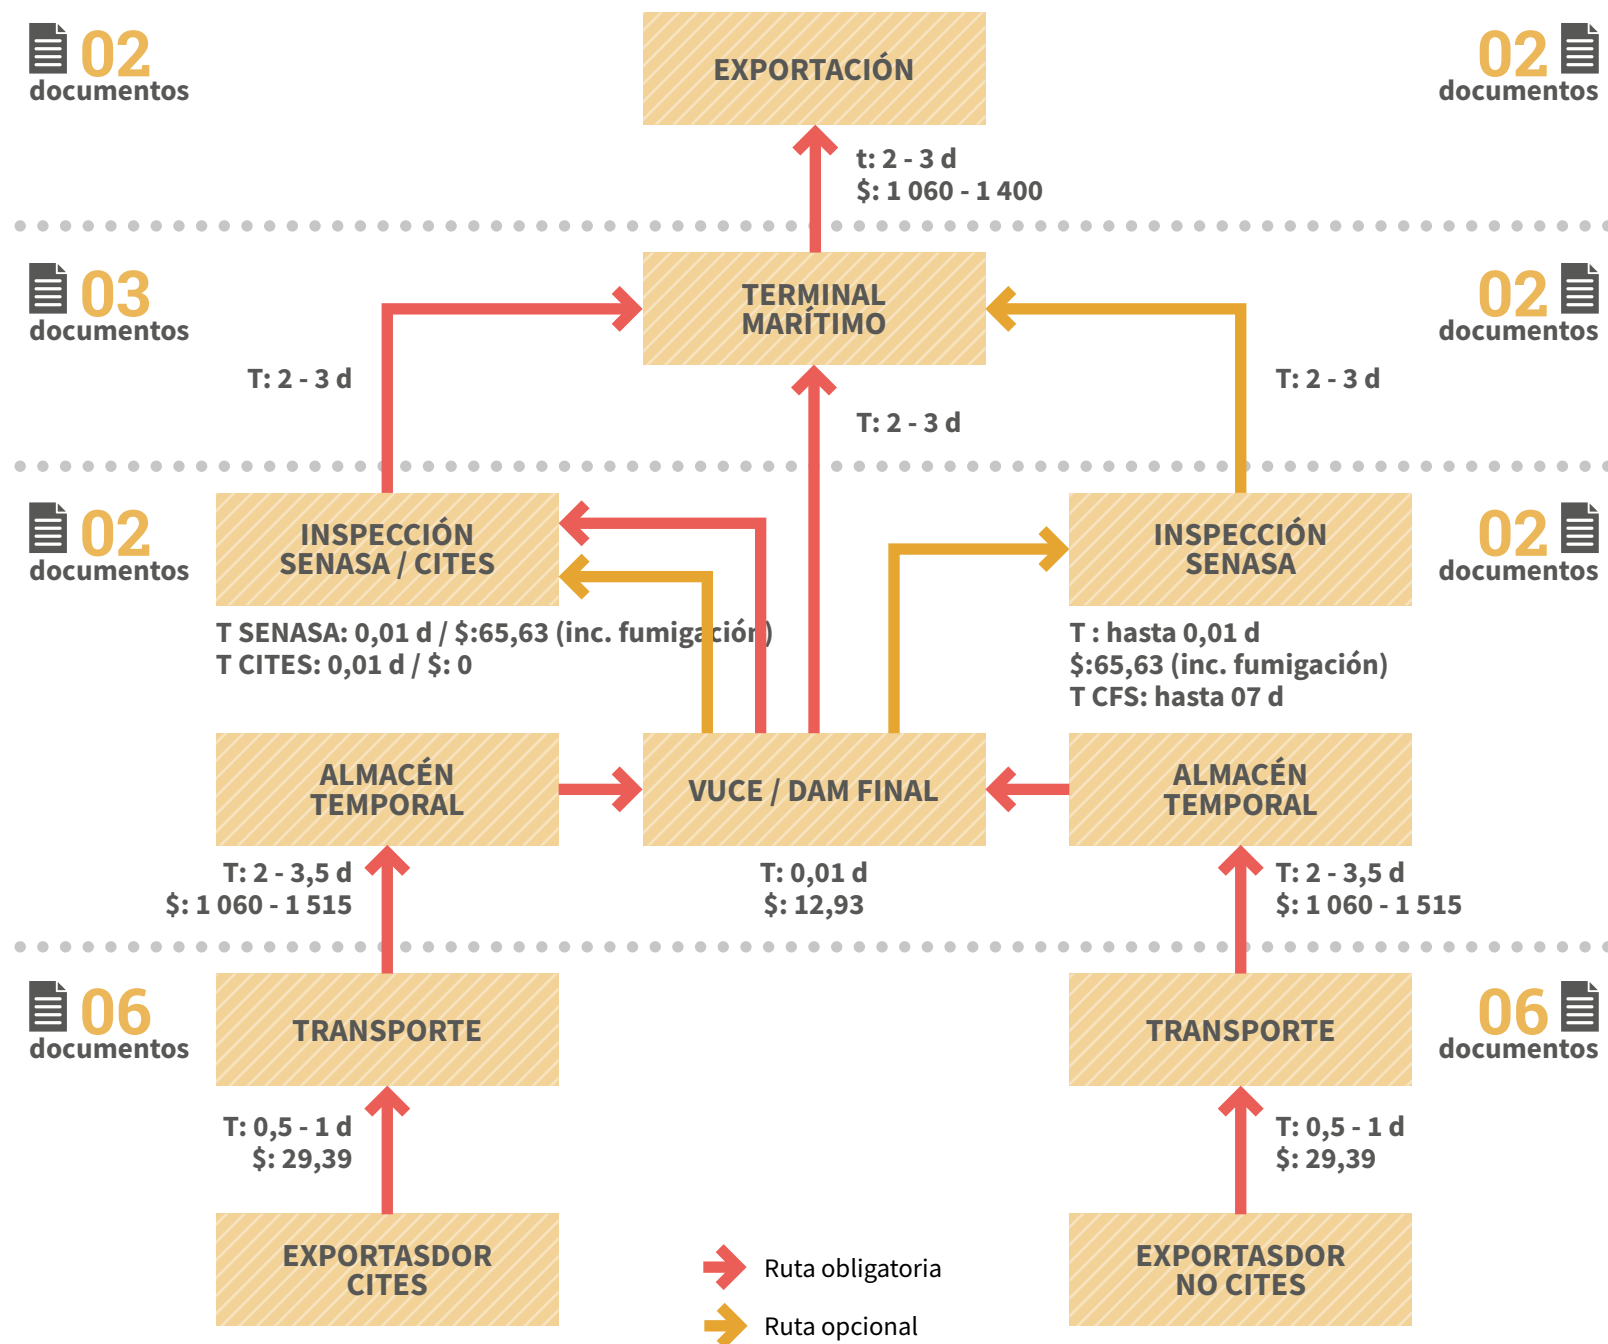 02
documentos
EXPORTACIÓN
02
documentos
t: 2 - 3 d
$: 1 060 - 1 400
03
documentos
TERMINAL
MARÍTIMO
02
documentos
T: 2 - 3 d
T: 2 - 3 d
T: 2 - 3 d
02
documentos
INSPECCIÓN
SENASA / CITES
INSPECCIÓN
SENASA
02
documentos
T SENASA: 0,01 d / $:65,63 (inc. fumigación)
T CITES: 0,01 d / $: 0
T : hasta 0,01 d
$:65,63 (inc. fumigación)
T CFS: hasta 07 d
ALMACÉN
TEMPORAL
VUCE / DAM FINAL
ALMACÉN
TEMPORAL
T: 2 - 3,5 d
$: 1 060 - 1 515
T: 0,01 d
$: 12,93
T: 2 - 3,5 d
$: 1 060 - 1 515
06
documentos
TRANSPORTE
TRANSPORTE
06
documentos
T: 0,5 - 1 d
$: 29,39
T: 0,5 - 1 d
$: 29,39
EXPORTASDOR
CITES
EXPORTASDOR
NO CITES
Ruta obligatoria
Ruta opcional